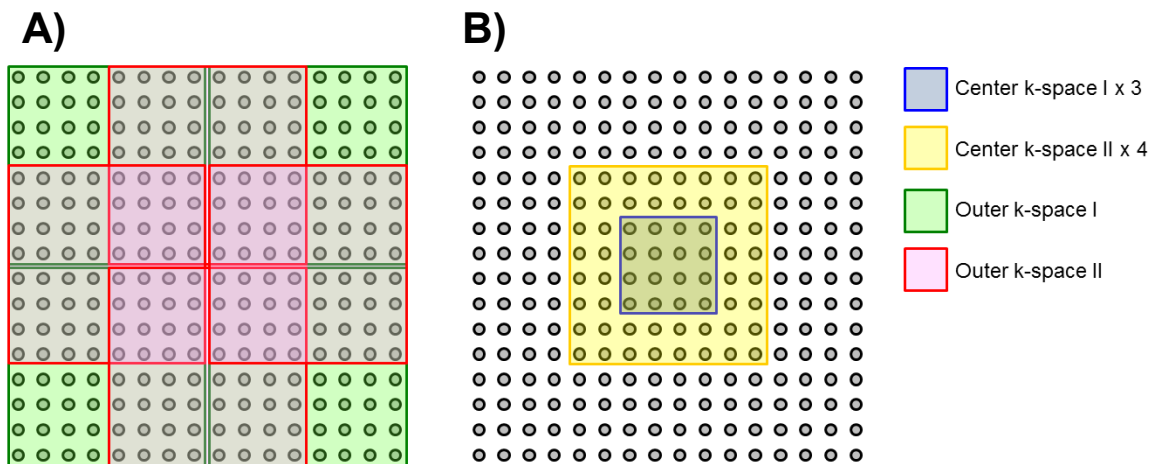 A)
B)
Center k-space I x 3
Center k-space II x 4
Outer k-space I
Outer k-space II